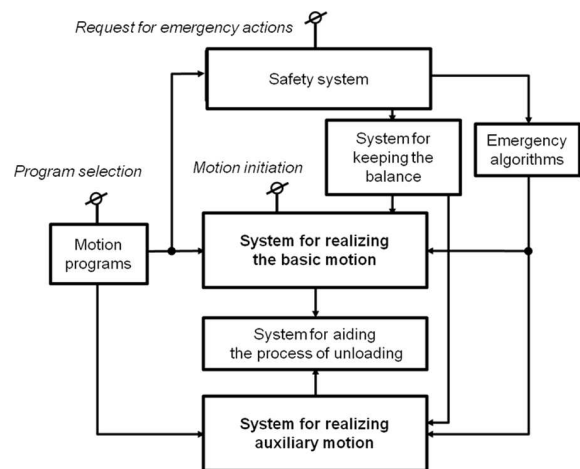 Request for emergency actions
Safety system
System for
keeping the
balance
Emergency
algorithms
Program selection
Motion initiation
Motion
programs
System for realizing
the basic motion
System for aiding
the process of unloading
System for realizing
auxiliary motion